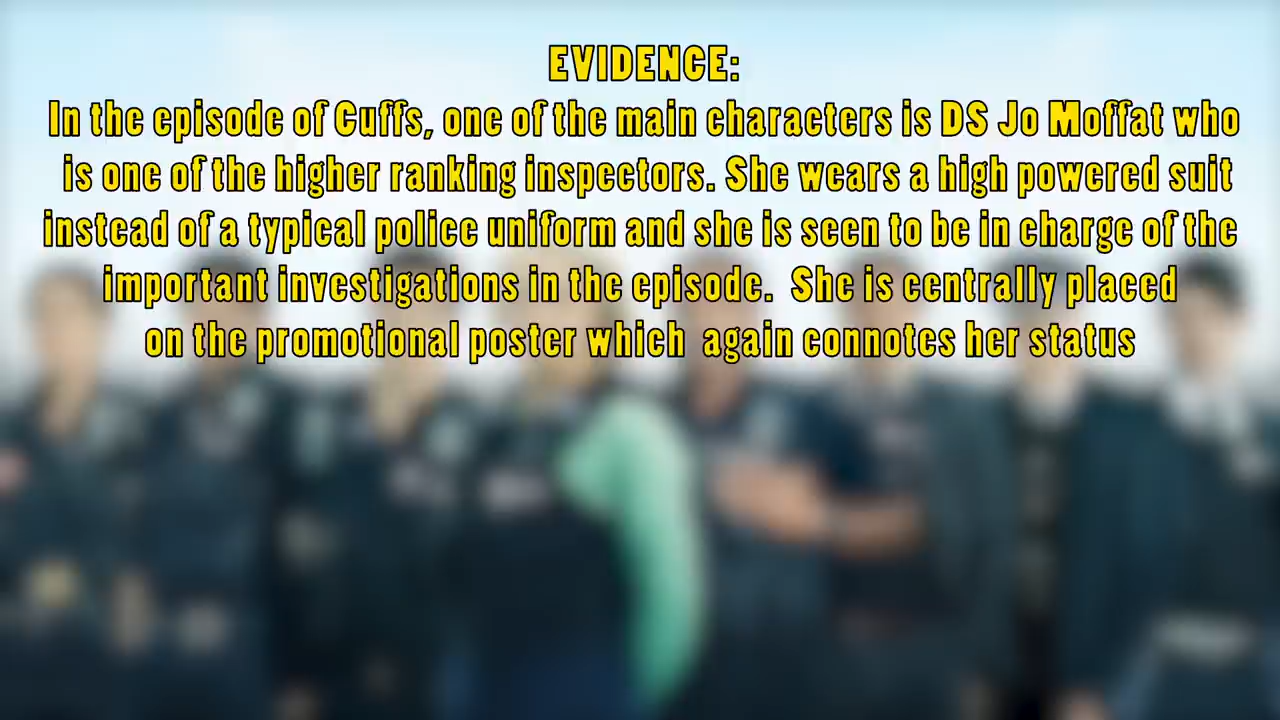 EVIDENCE:
In the episode of Cuffs, one of the main characters is DS Jo Moffat who
is one of the higher ranking inspectors. She wears a high powered suit
instead of a typical police uniform and she is seen to be in charge of the
important investigations in the episode.  She is centrally placed
on the promotional poster which  again connotes her status